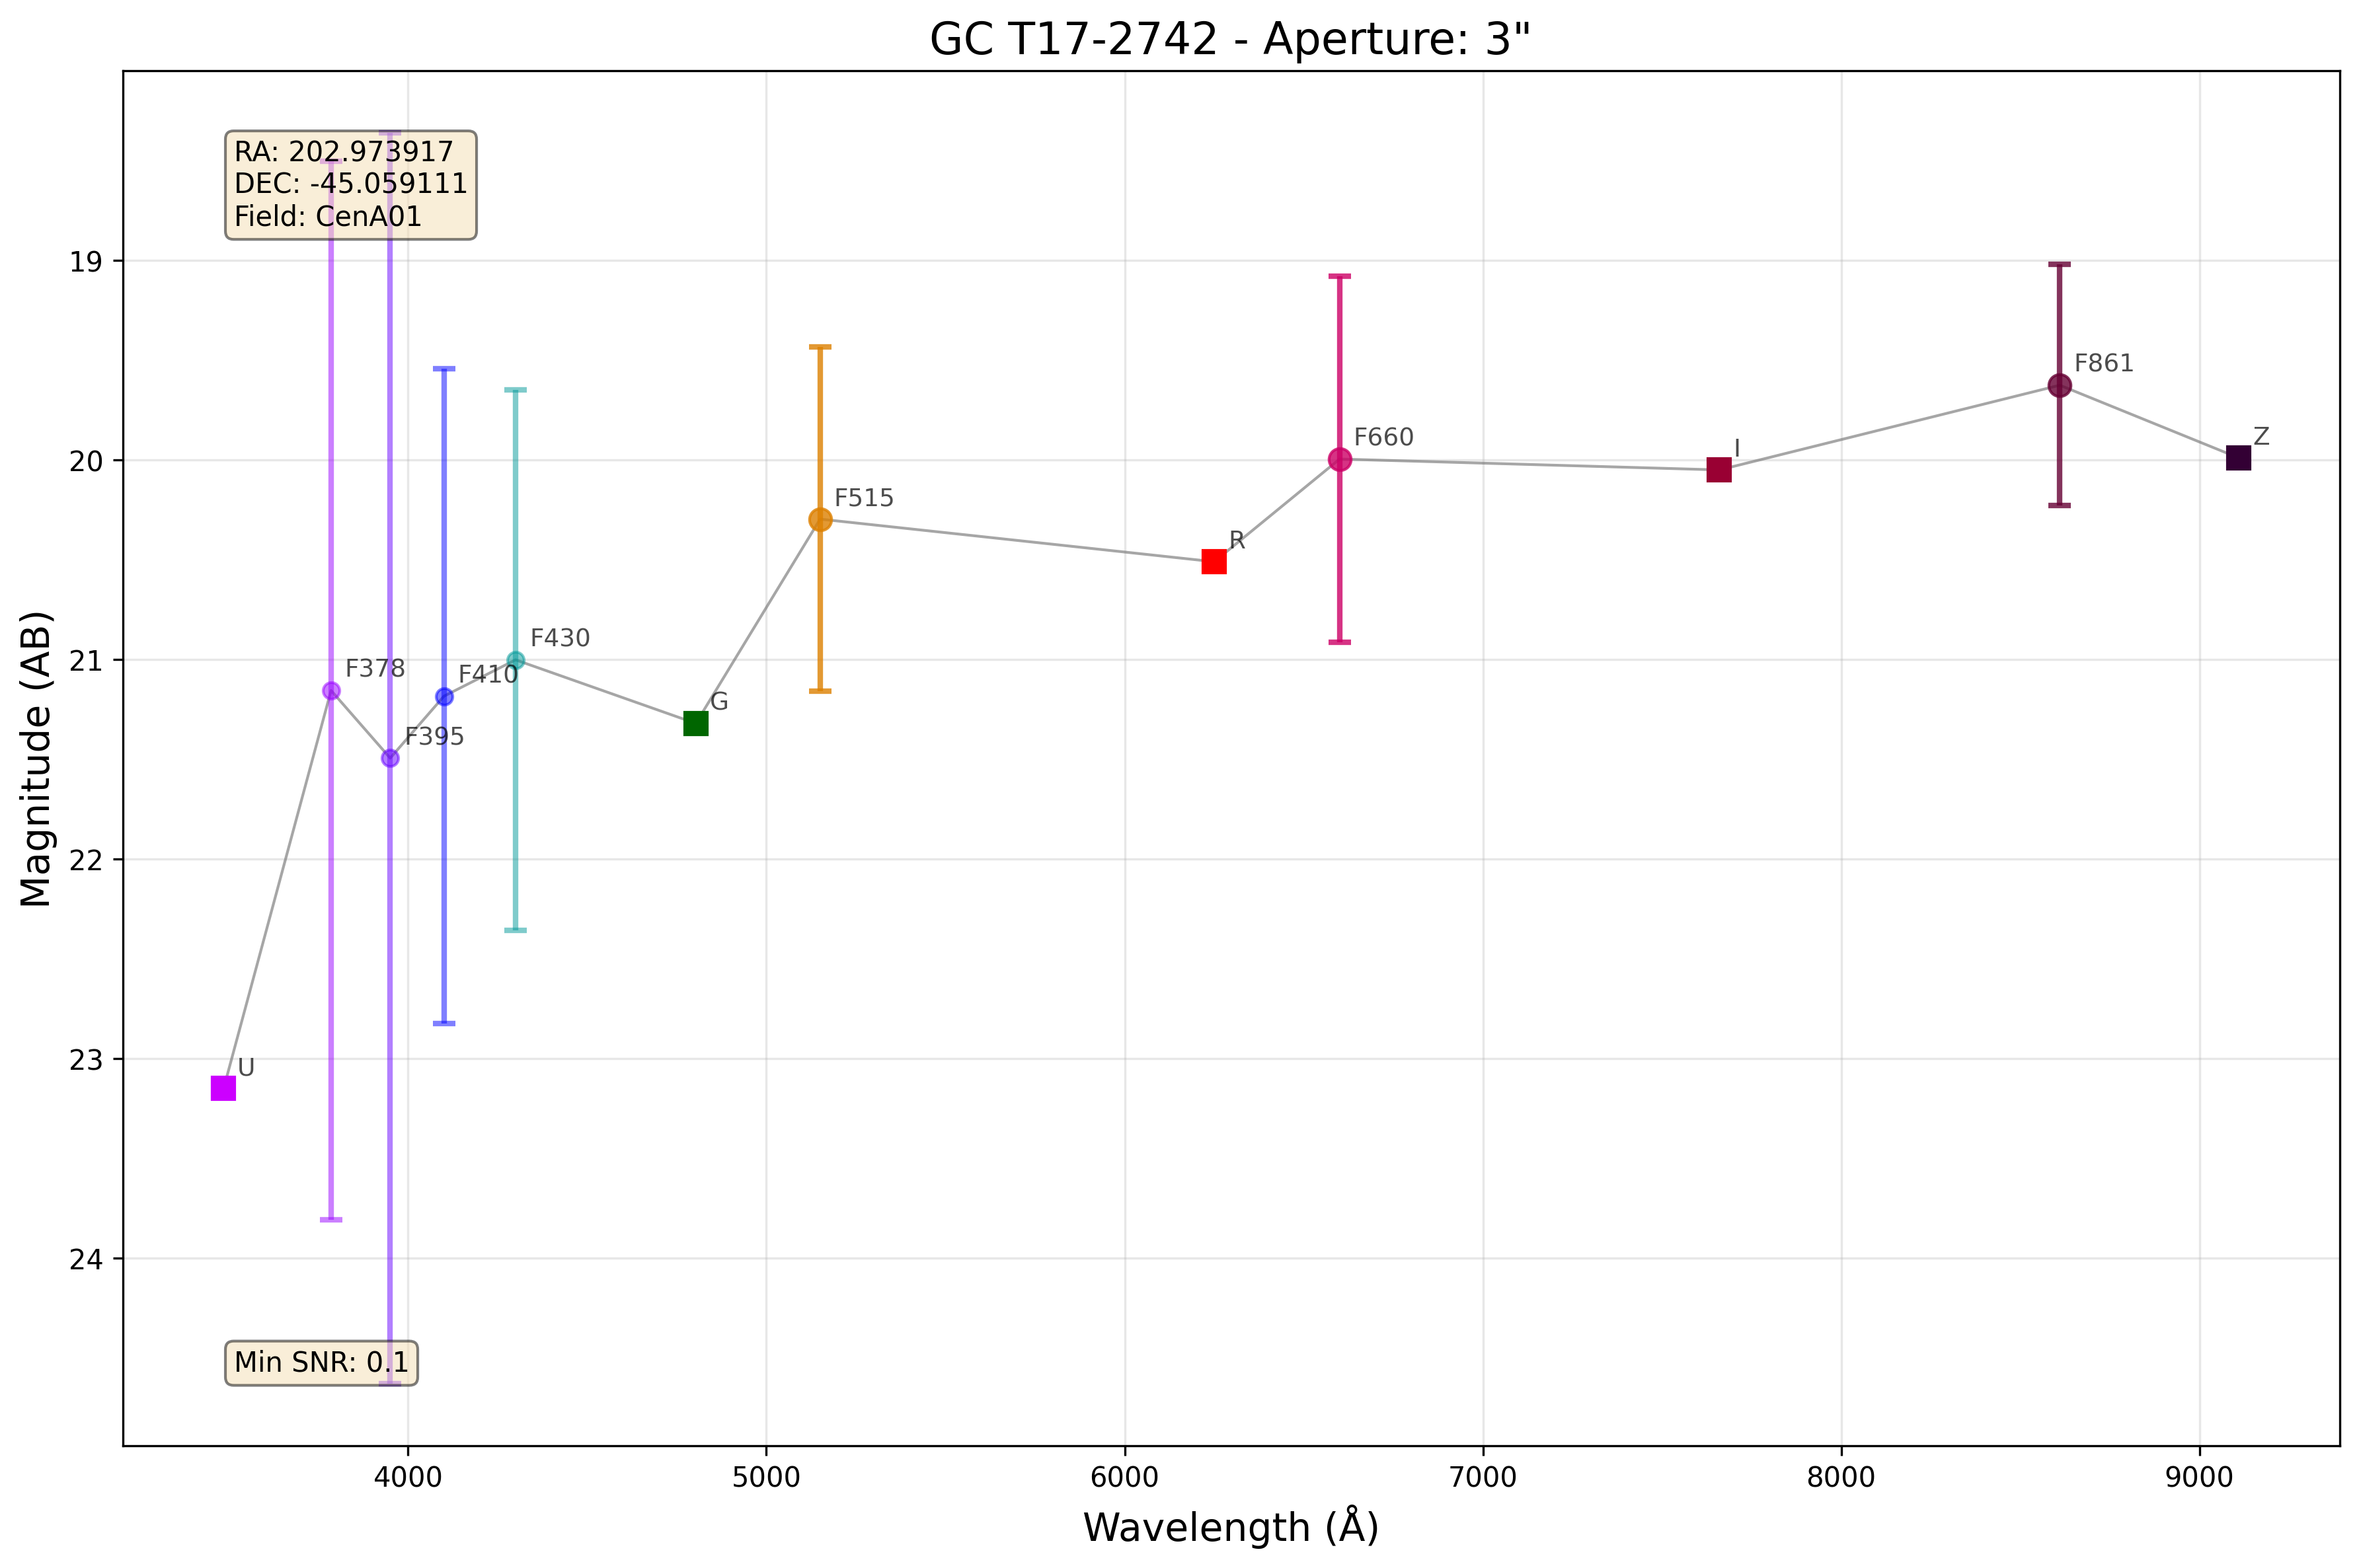 GC T17-2742 - Aperture: 3"
RA: 202.973917
DEC: -45.059111
Field: CenA01
Magnitude (AB)
19
20
21
22
23
24
U
F378
F395
F410
F430
G
F515
R
F660
I
F861
Z
Min SNR: 0.1
4000
5000
6000
7000
8000
9000
Wavelength (Å)